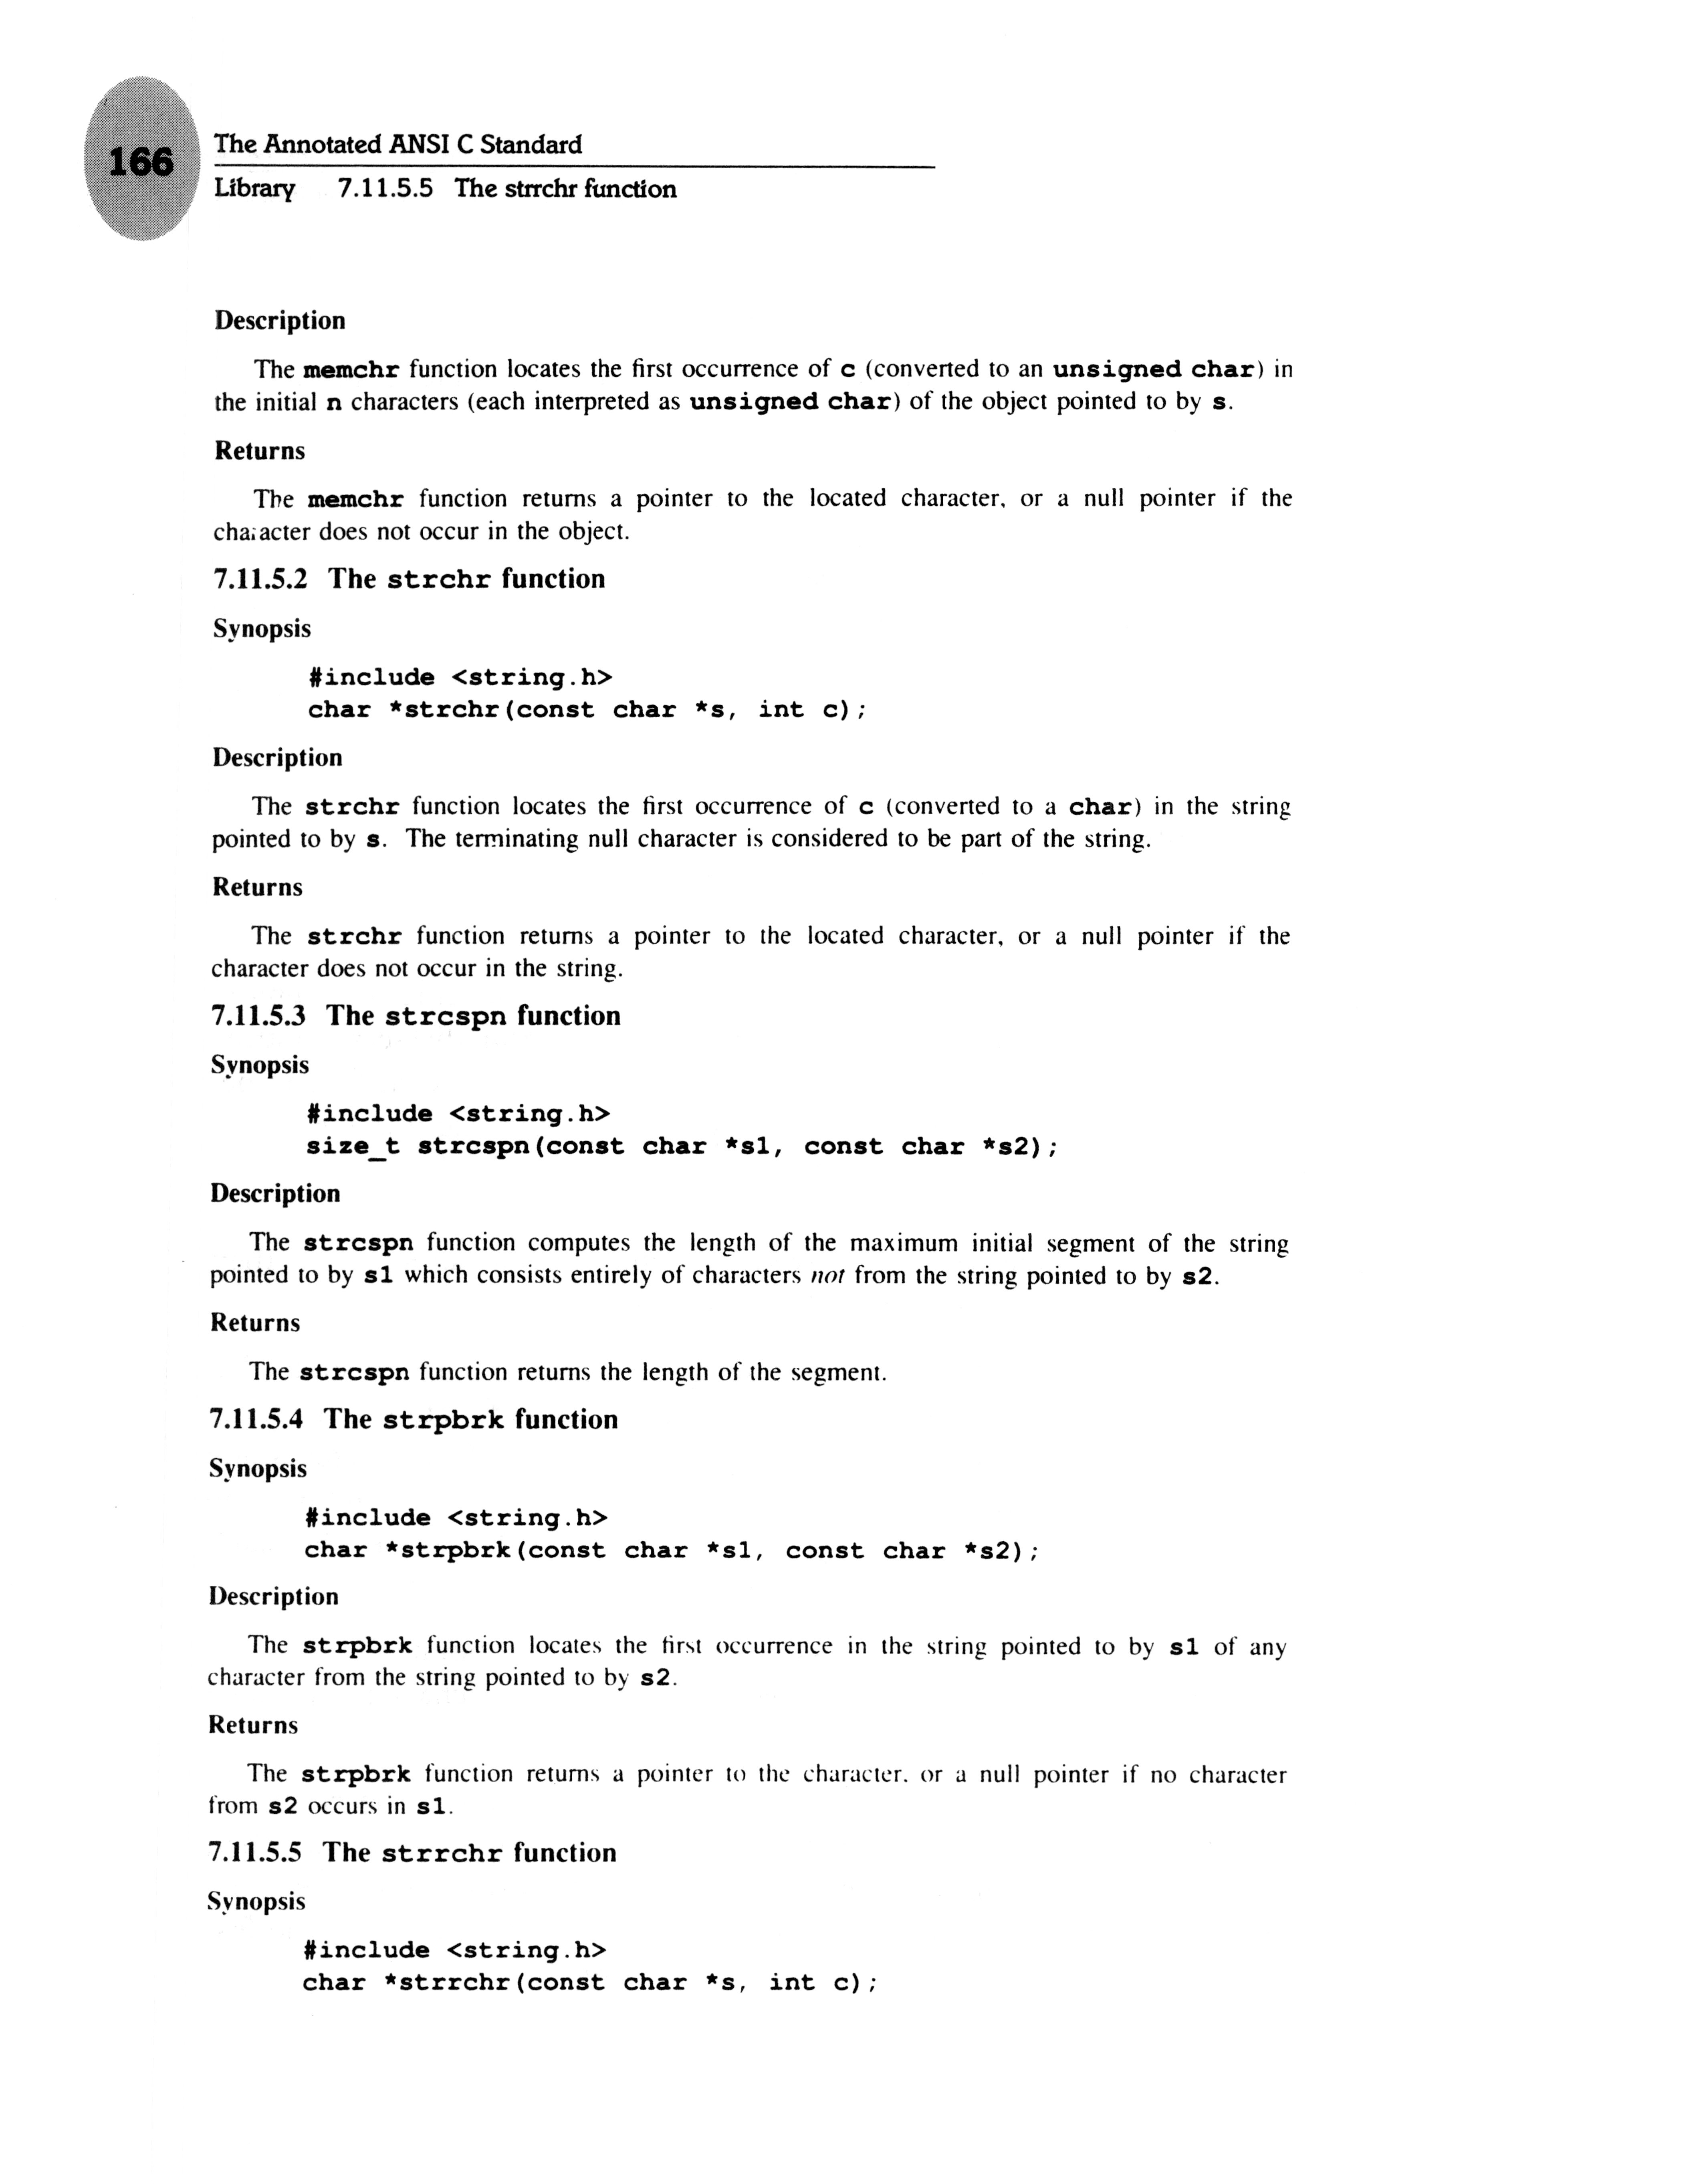 166
The Annotated ANSI C Standard
Library 7.11.5.5 The strrchr function
Description
The memchr function locates the first occurrence of c (converted to an unsigned char) in
the initial n characters (each interpreted as unsigned char) of the object pointed to by s.
Returns
The memchr function returns a pointer to the located character, or a null pointer if the
character does not occur in the object.
7.11.5.2 The strchr function
Synopsis
#include <string.h>
char *strchr(const char *s, int c);
Description
The strchr function locates the first occurrence of c (converted to a char) in the string
pointed to by s. The terminating null character is considered to be part of the string.
Returns
The strchr function returns a pointer to the located character, or a null pointer if the
character does not occur in the string.
7.11.5.3 The strcspn function
Synopsis
#include <string.h>
size_t strcspn(const char *s1, const char *s2);
Description
The strcspn function computes the length of the maximum initial segment of the string
pointed to by s1 which consists entirely of characters not from the string pointed to by s2.
Returns
The strcspn function returns the length of the segment.
7.11.5.4 The strpbrk function
Synopsis
#include <string.h>
char *strpbrk(const char *s1, const char *s2);
Description
The strpbrk function locates the first occurrence in the string pointed to by s1 of any
character from the string pointed to by s2.
Returns
The strpbrk function returns a pointer to the character, or a null pointer if no character
from s2 occurs in s1.
7.11.5.5 The strrchr function
Synopsis
#include <string.h>
char *strrchr(const char *s, int c);